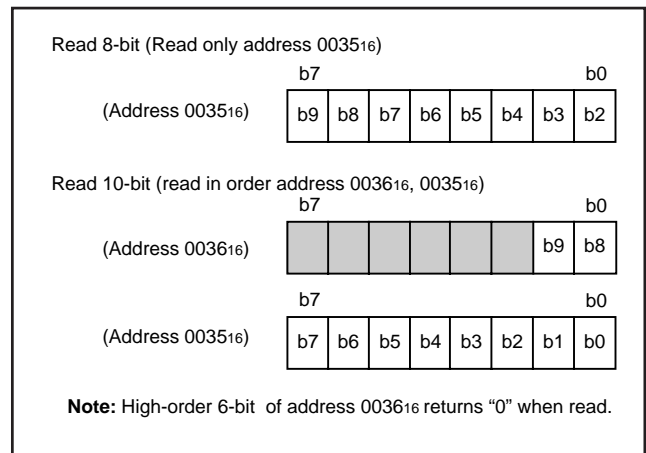 Read 8-bit (Read only address 003516)
b7 b0
(Address 003516) b9 b8 b7 b6 b5 b4 b3 b2
Read 10-bit (read in order address 003616, 003516)
b7 b0
(Address 003616) b9 b8
b7 b0
(Address 003516) b7 b6 b5 b4 b3 b2 b1 b0
Note: High-order 6-bit of address 003616 returns “0” when read.